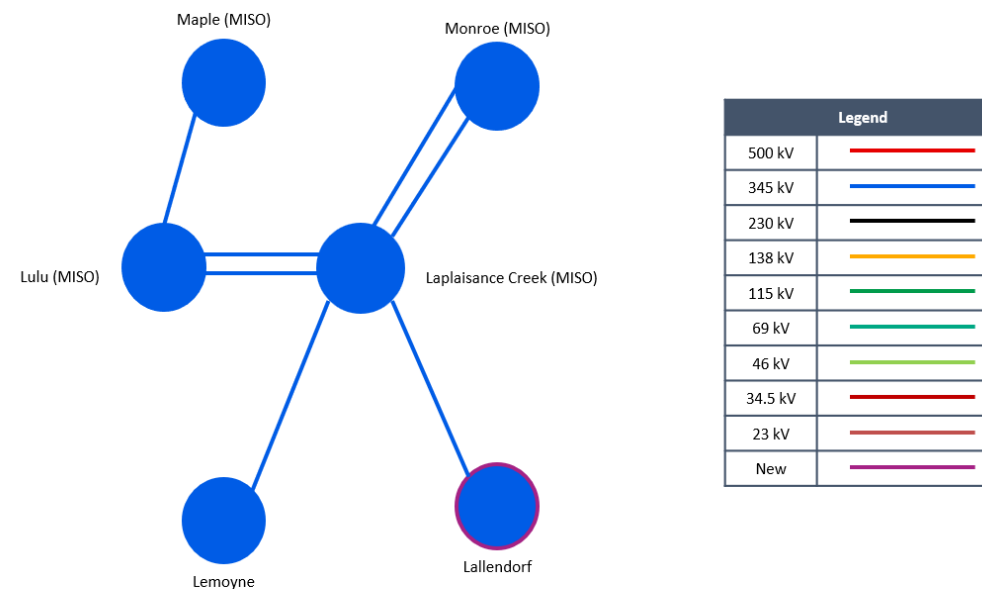 Maple (MISO)
Monroe (MISO)
Lulu (MISO)
Laplaisance Creek (MISO)
Lemoyne
Lallendorf
Legend
500 kV
345 kV
230 kV
138 kV
115 kV
69 kV
46 kV
34.5 kV
23 kV
New